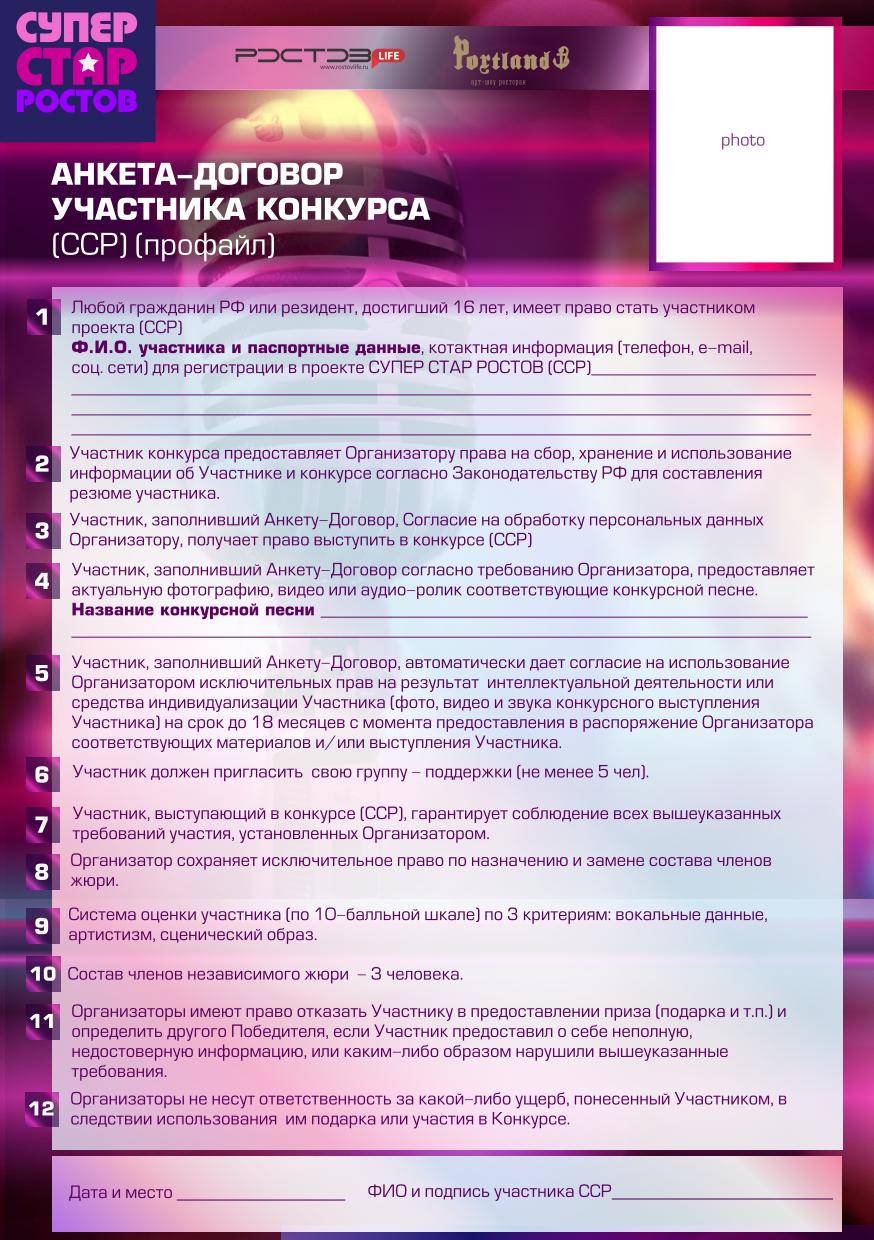 СУПЕР
СТАР
РОСТОВ
РОСТОВ LIFE
www.rostovlife.ru
Portland
арт-шоу ресторан
photo
АНКЕТА-ДОГОВОР
УЧАСТНИКА КОНКУРСА
(ССР) (профайл)
1
Любой гражданин РФ или резидент, достигший 16 лет, имеет право стать участником
проекта (ССР)
Ф.И.О. участника и паспортные данные, котактная информация (телефон, e-mail,
соц. сети) для регистрации в проекте СУПЕР СТАР РОСТОВ (ССР)
2
Участник конкурса предоставляет Организатору права на сбор, хранение и использование
информации об Участнике и конкурсе согласно Законодательству РФ для составления
резюме участника.
3
Участник, заполнивший Анкету-Договор, Согласие на обработку персональных данных
Организатору, получает право выступить в конкурсе (ССР)
4
Участник, заполнивший Анкету-Договор согласно требованию Организатора, предоставляет
актуальную фотографию, видео или аудио-ролик соответствующие конкурсной песне.
Название конкурсной песни
5
Участник, заполнивший Анкету-Договор, автоматически дает согласие на использование
Организатором исключительных прав на результат интеллектуальной деятельности или
средства индивидуализации Участника (фото, видео и звука конкурсного выступления
Участника) на срок до 18 месяцев с момента предоставления в распоряжение Организатора
соответствующих материалов и/или выступления Участника.
6
Участник должен пригласить свою группу - поддержки (не менее 5 чел).
7
Участник, выступающий в конкурсе (ССР), гарантирует соблюдение всех вышеуказанных
требований участия, установленных Организатором.
8
Организатор сохраняет исключительное право по назначению и замене состава членов
жюри.
9
Система оценки участника (по 10-балльной шкале) по 3 критериям: вокальные данные,
артистизм, сценический образ.
10
Состав членов независимого жюри - 3 человека.
11
Организаторы имеют право отказать Участнику в предоставлении приза (подарка и т.п.) и
определить другого Победителя, если Участник предоставил о себе неполную,
недостоверную информацию, или каким-либо образом нарушили вышеуказанные
требования.
12
Организаторы не несут ответственность за какой-либо ущерб, понесенный Участником, в
следствии использования им подарка или участия в Конкурсе.
Дата и место
ФИО и подпись участника ССР